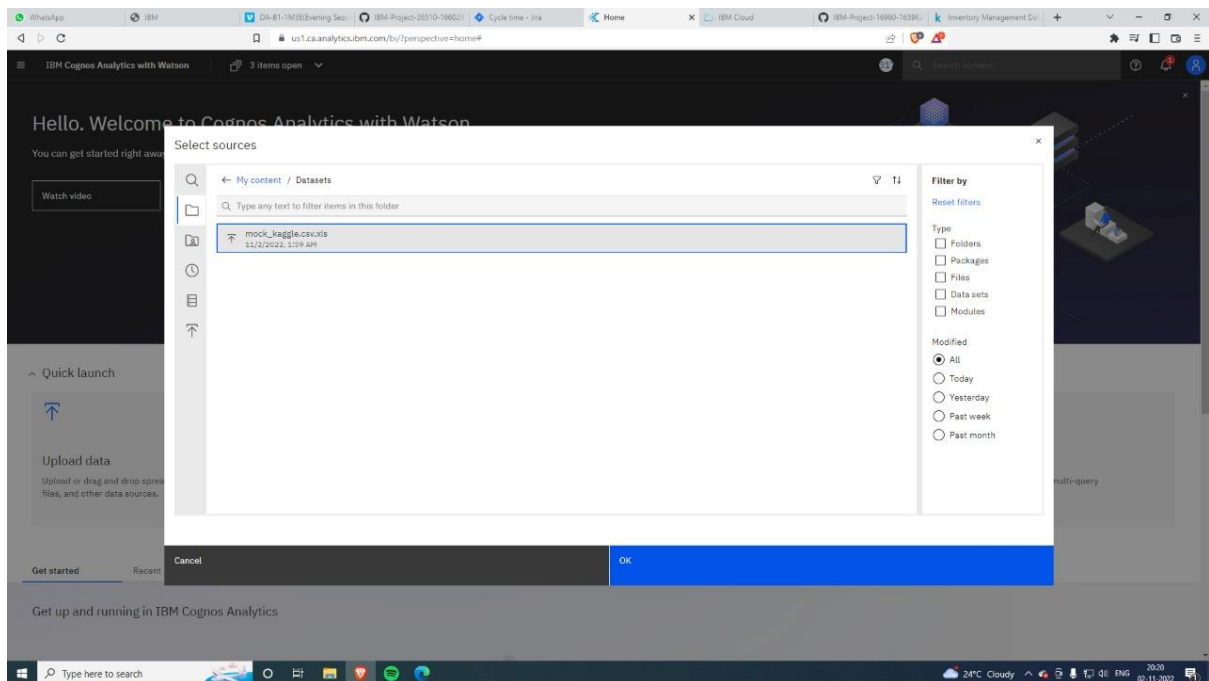 WhatsApp
IBM
DA-B1-1M3E(Evening Sess
IBM-Project-36510-166029
Cycle time - Jira
Home
IBM Cloud
IBM-Project-16960-16596
Inventory Management Da
us1.ca.analytics.ibm.com/bi/?perspective=home#
IBM Cognos Analytics with Watson
3 items open
Search content
Hello. Welcome to Cognos Analytics with Watson
You can get started right away
Watch video
Select sources
My content / Datasets
Type any text to filter items in this folder
mock_kaggle.csv.xls
11/2/2022, 1:39 AM
Filter by
Reset filters
Type
Folders
Packages
Files
Data sets
Modules
Modified
All
Today
Yesterday
Past week
Past month
Quick launch
Upload data
Upload or drag and drop sprea
files, and other data sources.
multi-query
Cancel
OK
Get started
Recent
Get up and running in IBM Cognos Analytics
Type here to search
24°C Cloudy
ENG
20:20
02-11-2022